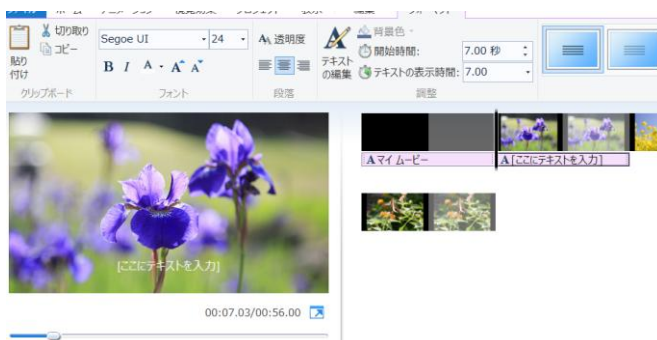 切り取り
コピー
貼り
付け
クリップボード
Segoe UI
24
B I A A A
フォント
透明度
段落
テキスト
の編集
背景色
開始時間: 7.00 秒
テキストの表示時間: 7.00
調整
A マイ ムービー
A [ここにテキストを入力]
[ここにテキストを入力]
00:07.03/00:56.00